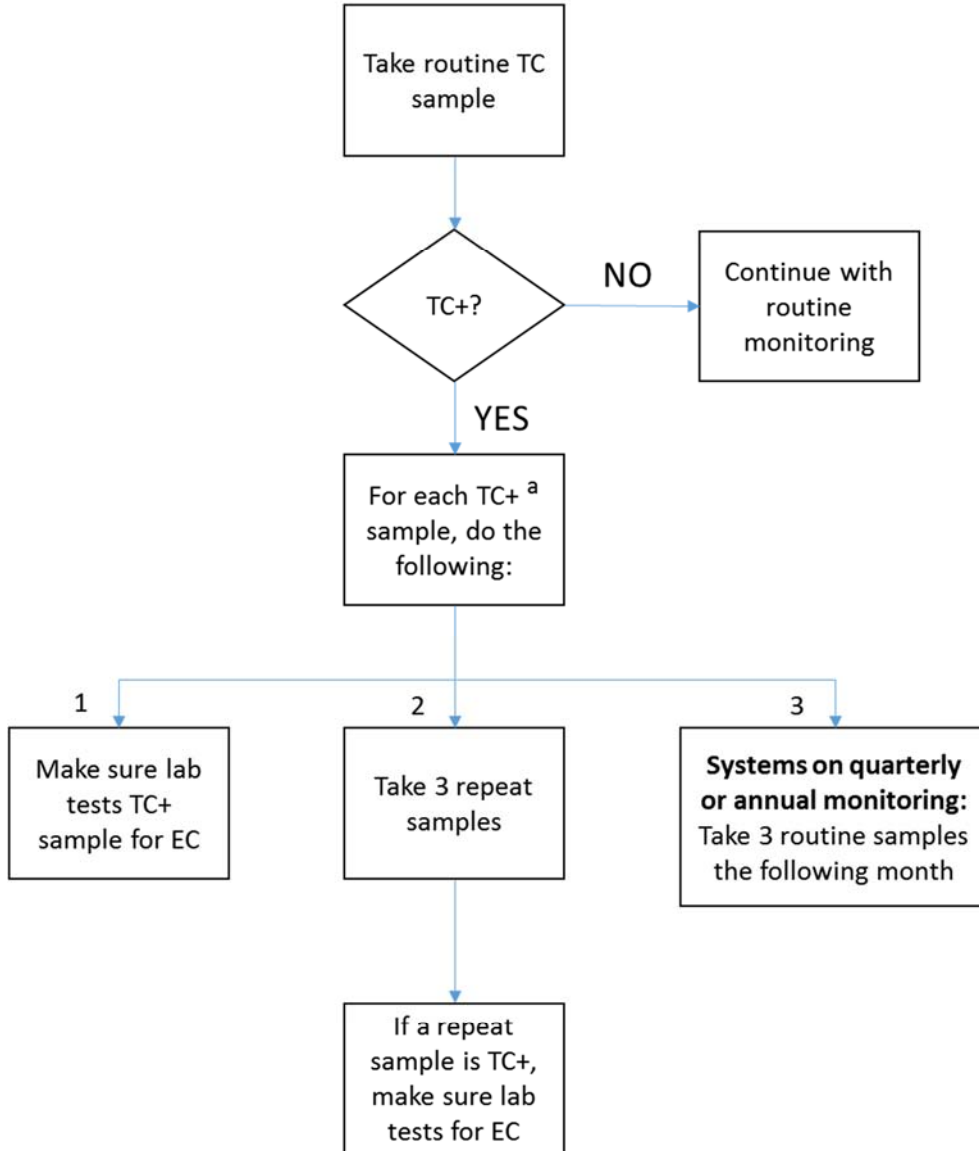 Take routine TC
sample
TC+?
NO
Continue with
routine
monitoring
YES
For each TC+ a
sample, do the
following:
1
Make sure lab
tests TC+
sample for EC
2
Take 3 repeat
samples
3
Systems on quarterly
or annual monitoring:
Take 3 routine samples
the following month
If a repeat
sample is TC+,
make sure lab
tests for EC